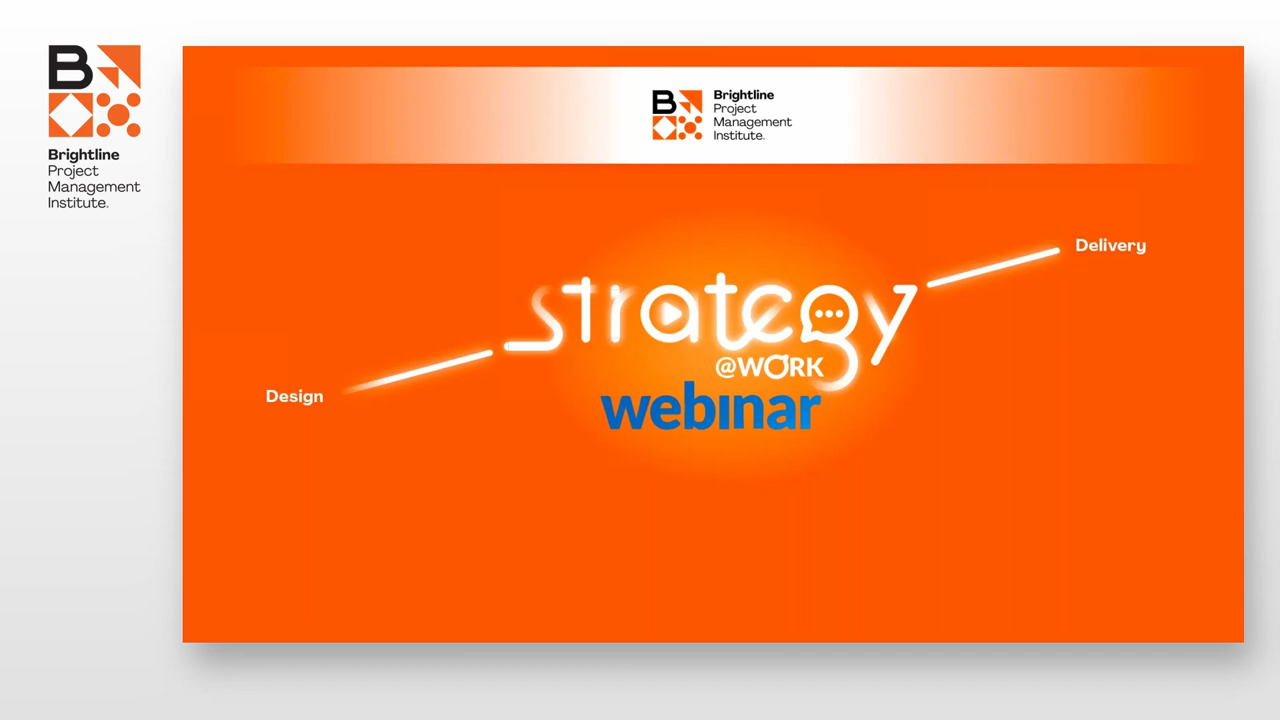 B
Brightline
Project
Management
Institute.
B
Brightline
Project
Management
Institute.
Delivery
strategy
@WORK
webinar
Design